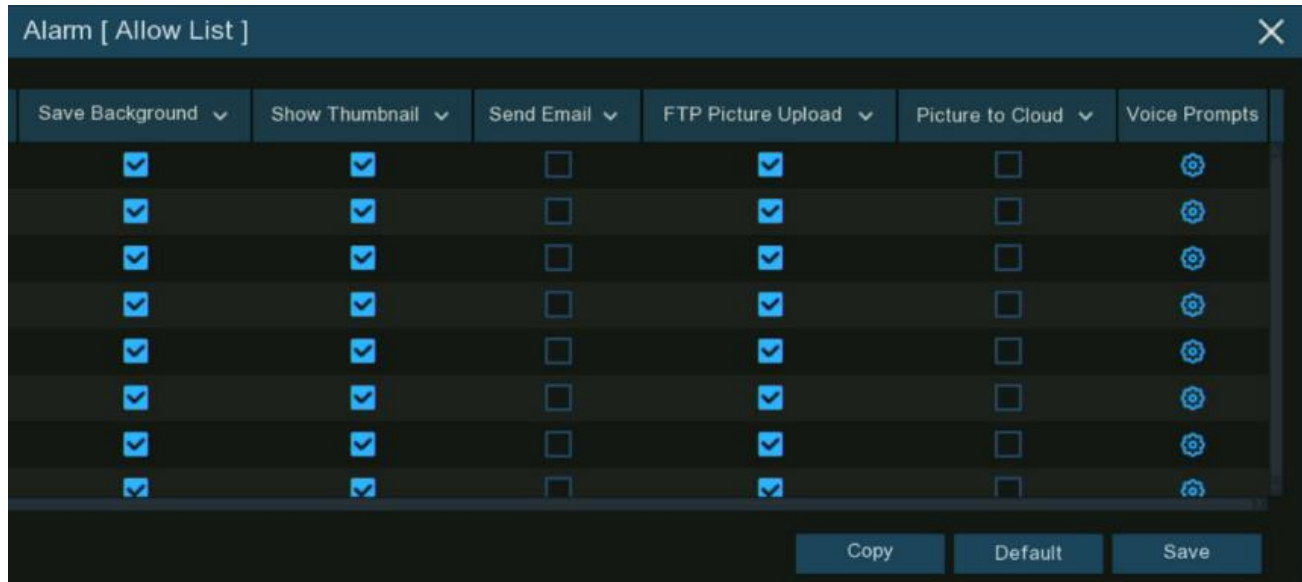 Alarm [ Allow List ]
Save Background Show Thumbnail Send Email FTP Picture Upload Picture to Cloud Voice Prompts
Copy Default Save